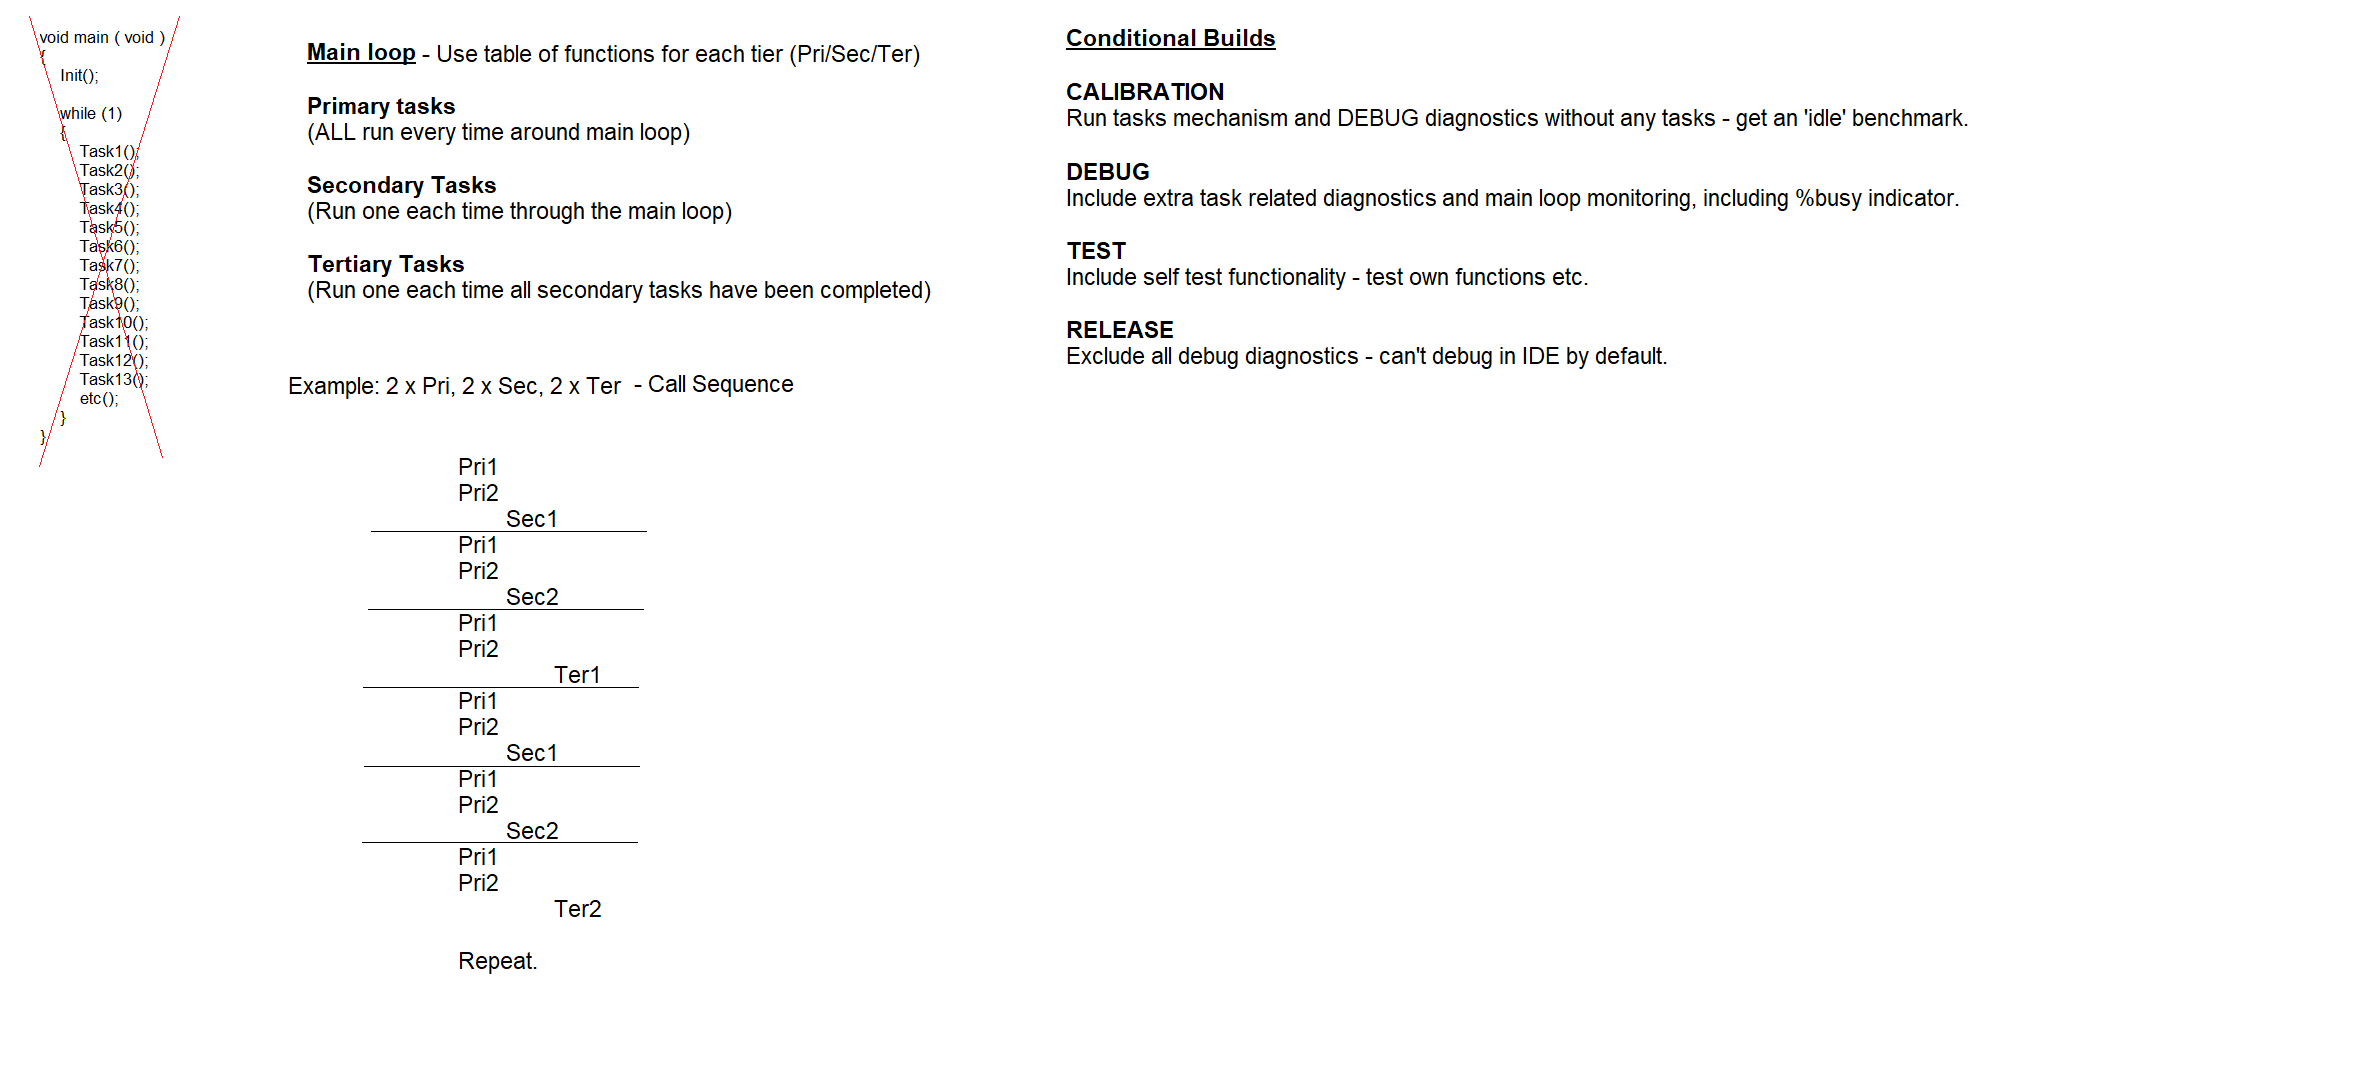 void main ( void )
{
Init();
while (1)
{
Task1();
Task2();
Task3();
Task4();
Task5();
Task6();
Task7();
Task8();
Task9();
Task10();
Task11();
Task12();
Task13();
etc();
}
}
Main loop - Use table of functions for each tier (Pri/Sec/Ter)
Primary tasks
(ALL run every time around main loop)
Secondary Tasks
(Run one each time through the main loop)
Tertiary Tasks
(Run one each time all secondary tasks have been completed)
Example: 2 x Pri, 2 x Sec, 2 x Ter - Call Sequence
Pri1
Pri2
Sec1
Pri1
Pri2
Sec2
Pri1
Pri2
Ter1
Pri1
Pri2
Sec1
Pri1
Pri2
Sec2
Pri1
Pri2
Ter2
Repeat.
Conditional Builds
CALIBRATION
Run tasks mechanism and DEBUG diagnostics without any tasks - get an 'idle' benchmark.
DEBUG
Include extra task related diagnostics and main loop monitoring, including %busy indicator.
TEST
Include self test functionality - test own functions etc.
RELEASE
Exclude all debug diagnostics - can't debug in IDE by default.